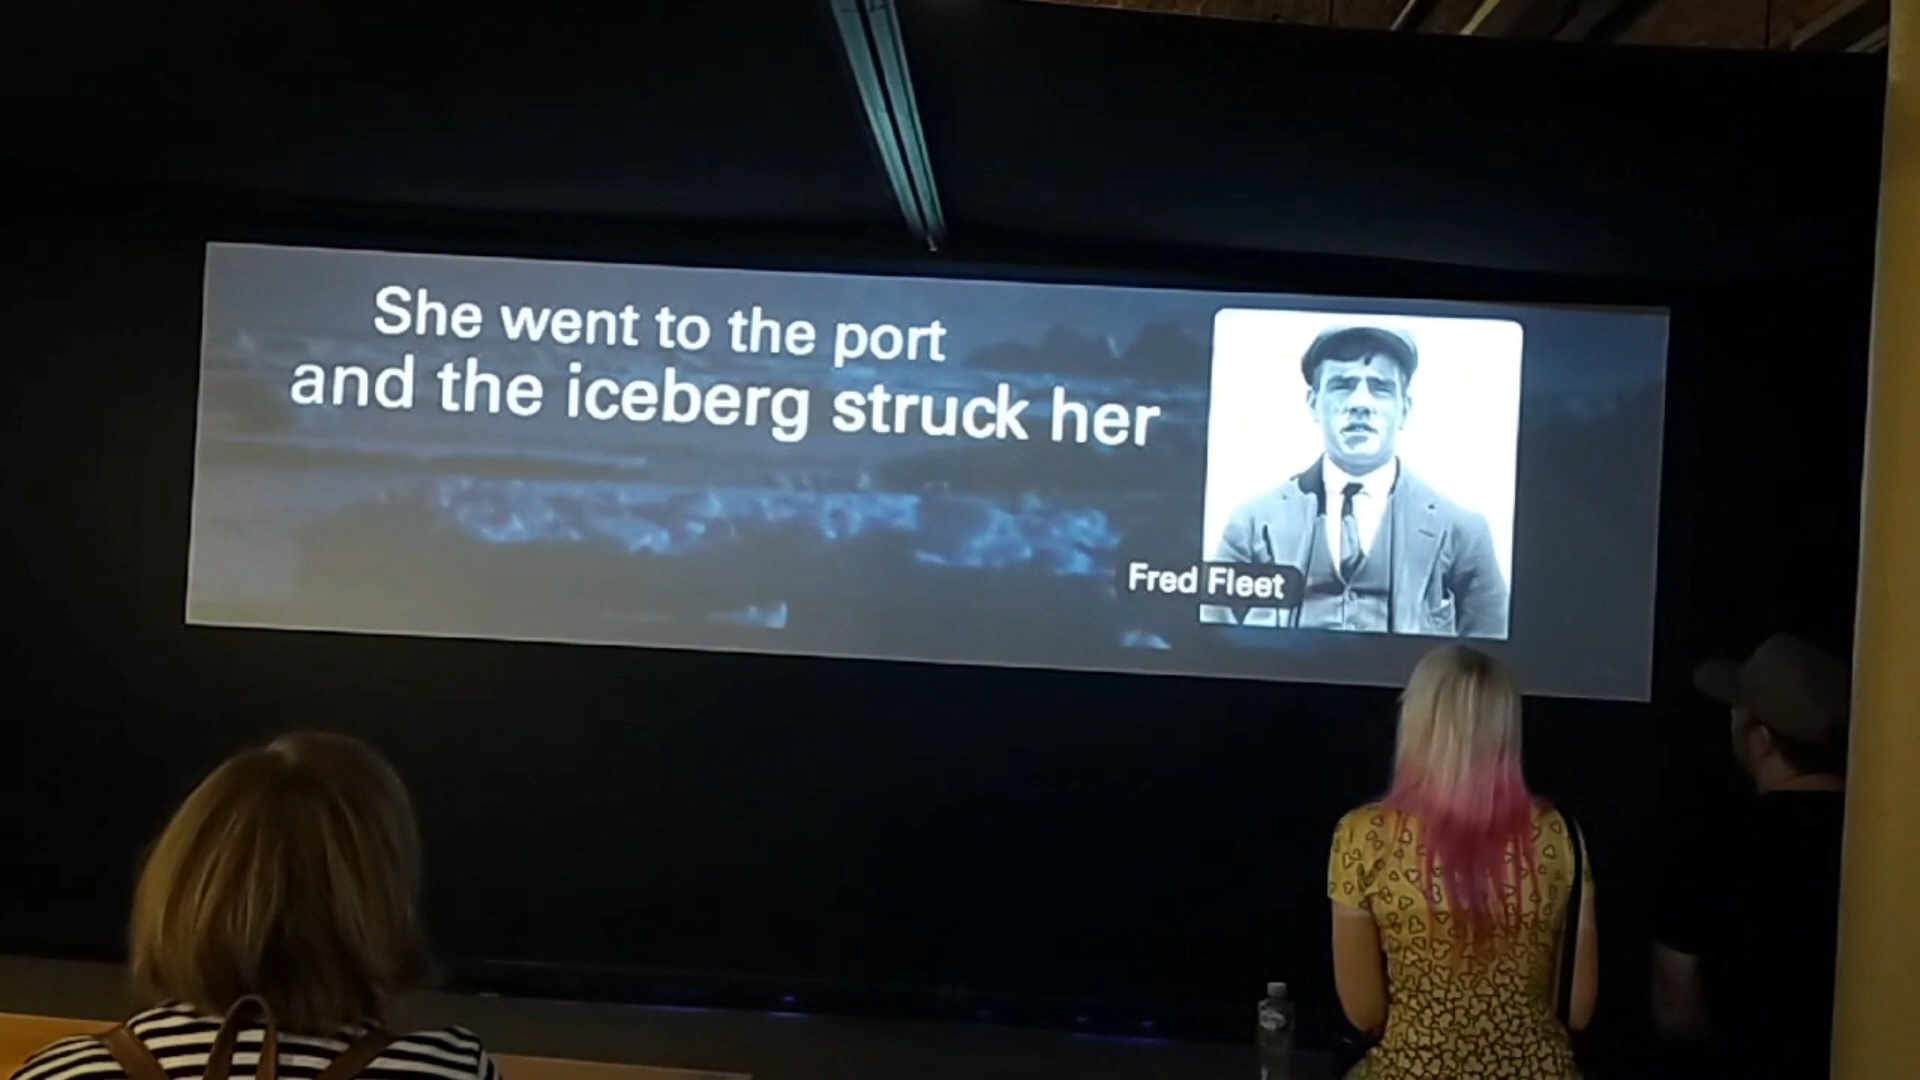 She went to the port
and the iceberg struck her
Fred Fleet